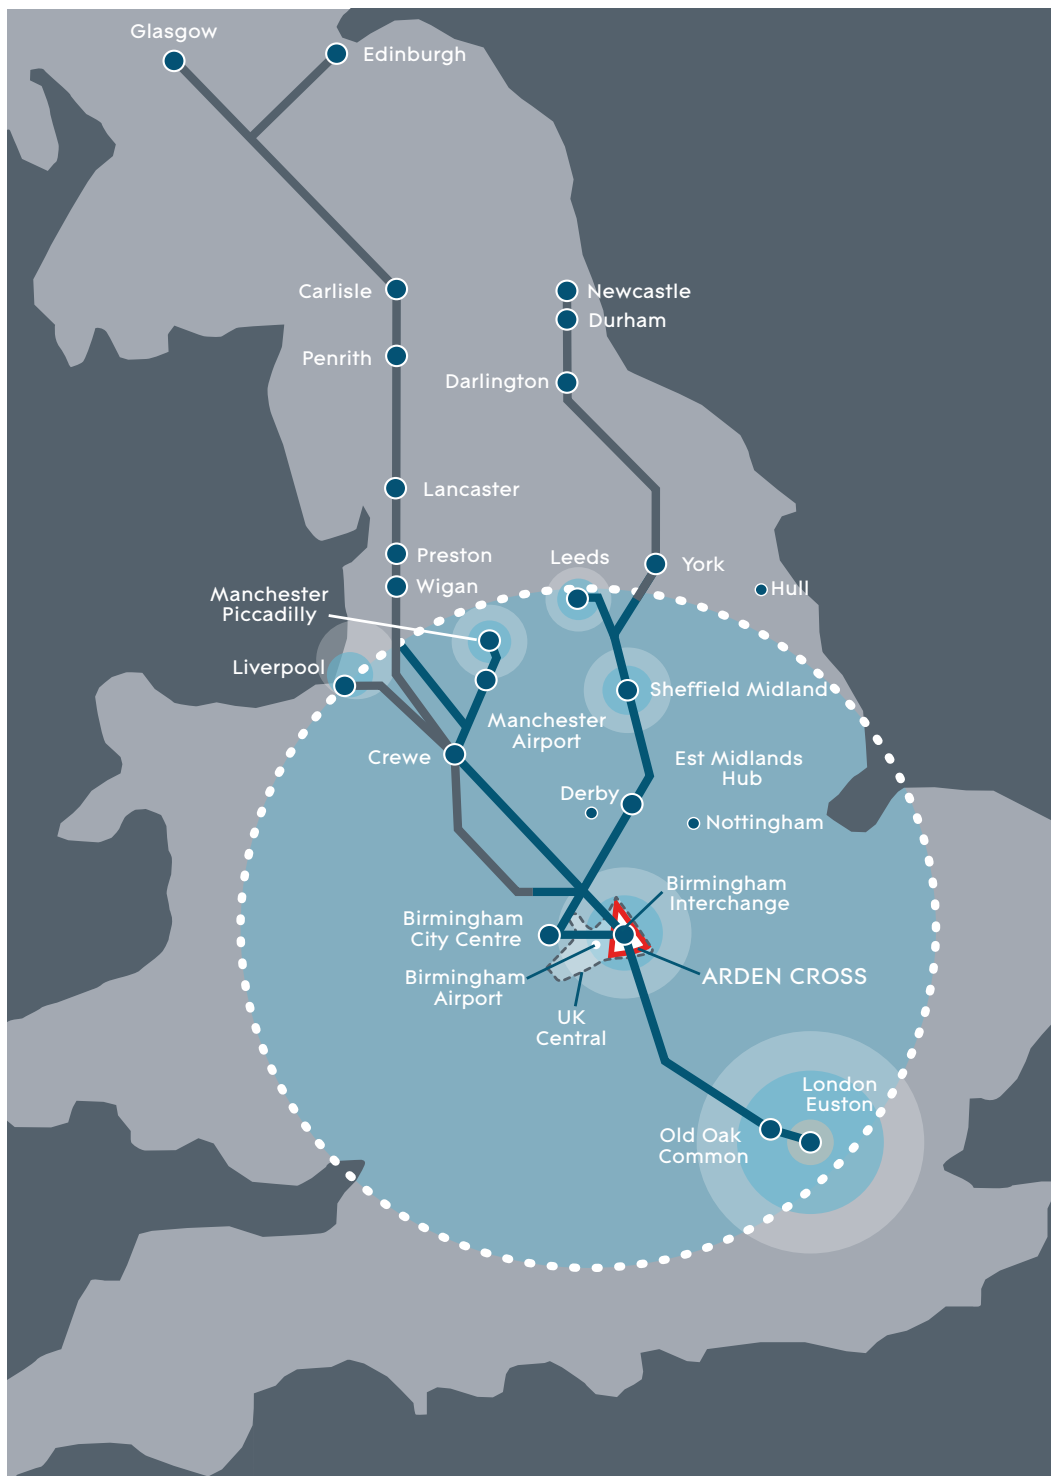 Glasgow
Edinburgh
Carlisle
Newcastle
Durham
Penrith
Darlington
Lancaster
Preston
Leeds
York
Wigan
Hull
Manchester
Piccadilly
Liverpool
Sheffield Midland
Manchester
Airport
Crewe
Est Midlands
Hub
Derby
Nottingham
Birmingham
Interchange
Birmingham
City Centre
Birmingham
Airport
ARDEN CROSS
UK
Central
London
Euston
Old Oak
Common